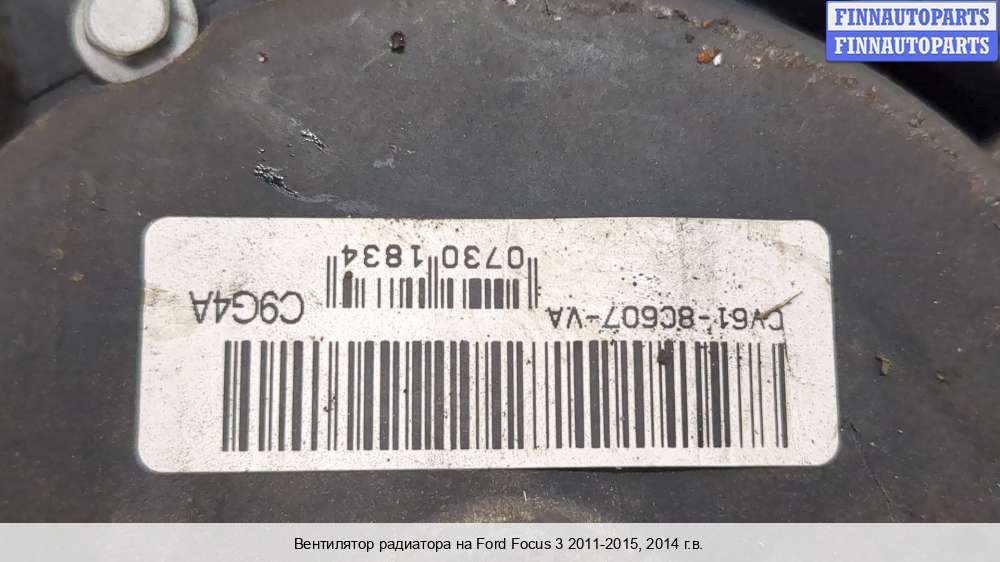 FINNAUTOPARTS
FINNAUTOPARTS
CV61-8C607-VA
C9G4A
0730 1834
Вентилятор радиатора на Ford Focus 3 2011-2015, 2014 г.в.